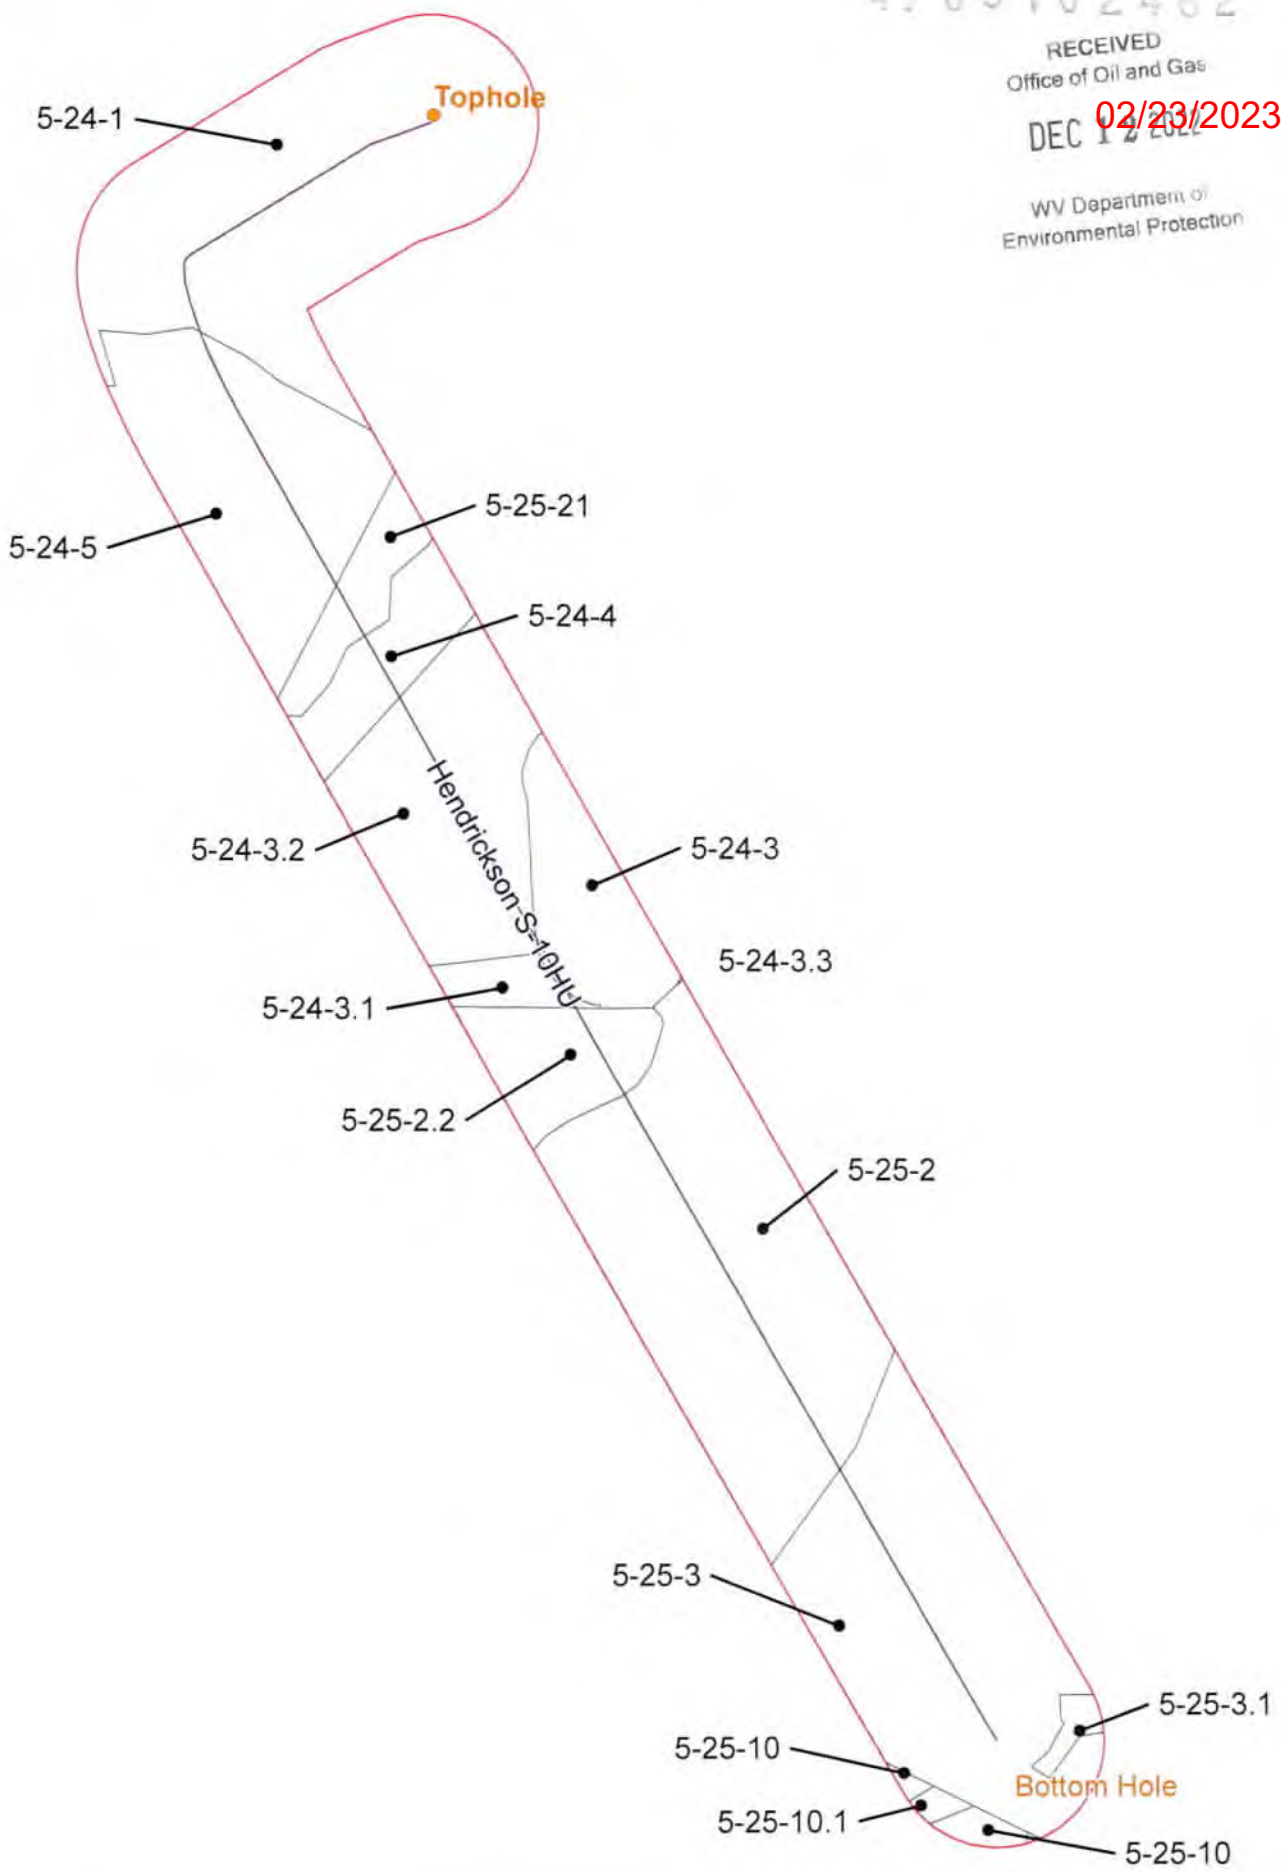 RECEIVED
Office of Oil and Gas
DEC 12 2022
02/23/2023
WV Department of
Environmental Protection
Tophole
5-24-1
5-25-21
5-24-5
5-24-4
Hendrickson-S-10HU
5-24-3.2
5-24-3
5-24-3.3
5-24-3.1
5-25-2.2
5-25-2
5-25-3
5-25-3.1
5-25-10
Bottom Hole
5-25-10.1
5-25-10